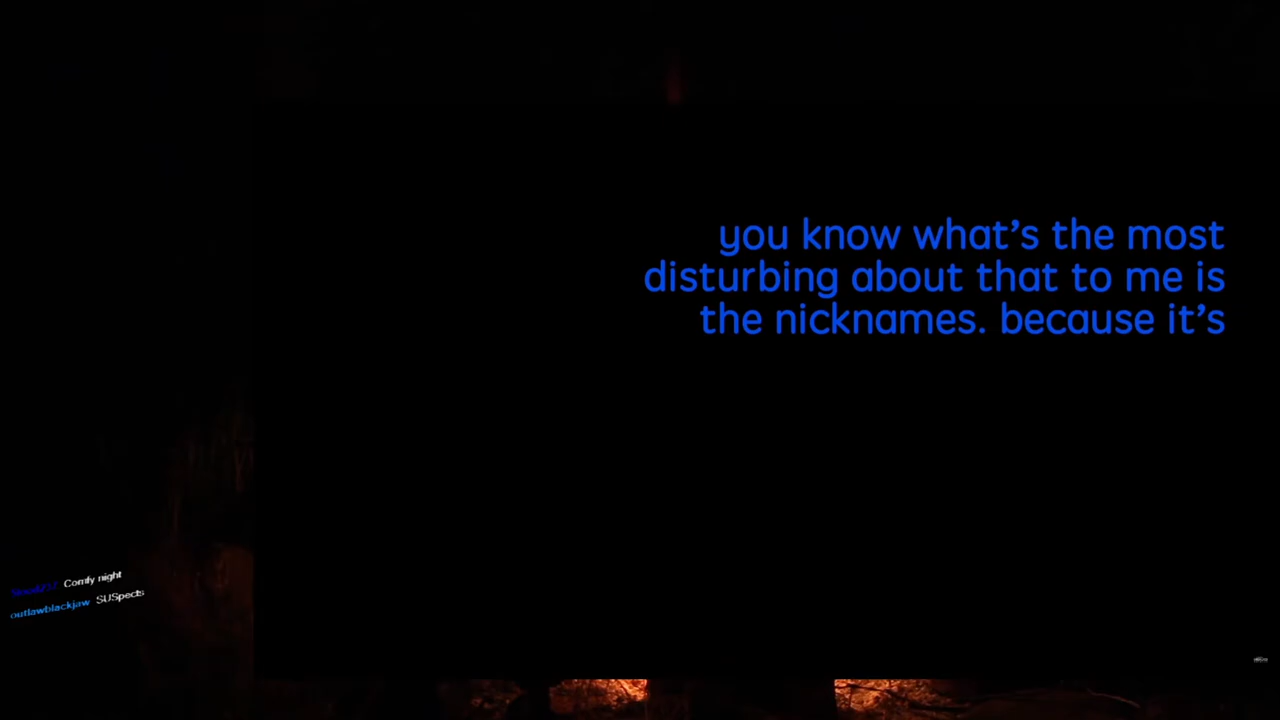 you know what’s the most
disturbing about that to me is
the nicknames. because it’s
Comfy night
outlawblackjaw SUSpects